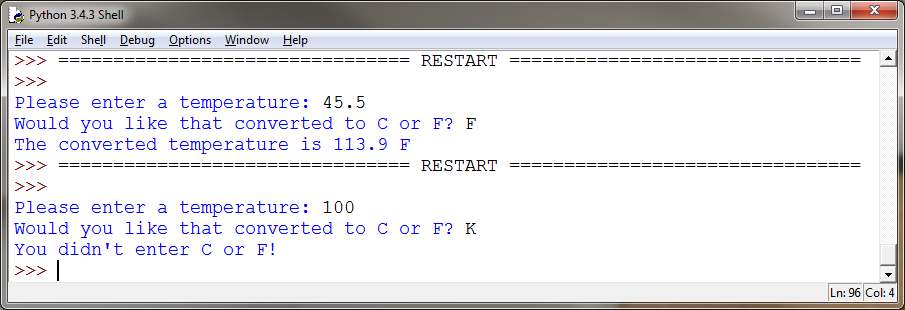 Python 3.4.3 Shell
File Edit Shell Debug Options Window Help
>>> ================================ RESTART ================================
>>>
Please enter a temperature: 45.5
Would you like that converted to C or F? F
The converted temperature is 113.9 F
>>> ================================ RESTART ================================
>>>
Please enter a temperature: 100
Would you like that converted to C or F? K
You didn't enter C or F!
>>>
Ln: 96 Col: 4